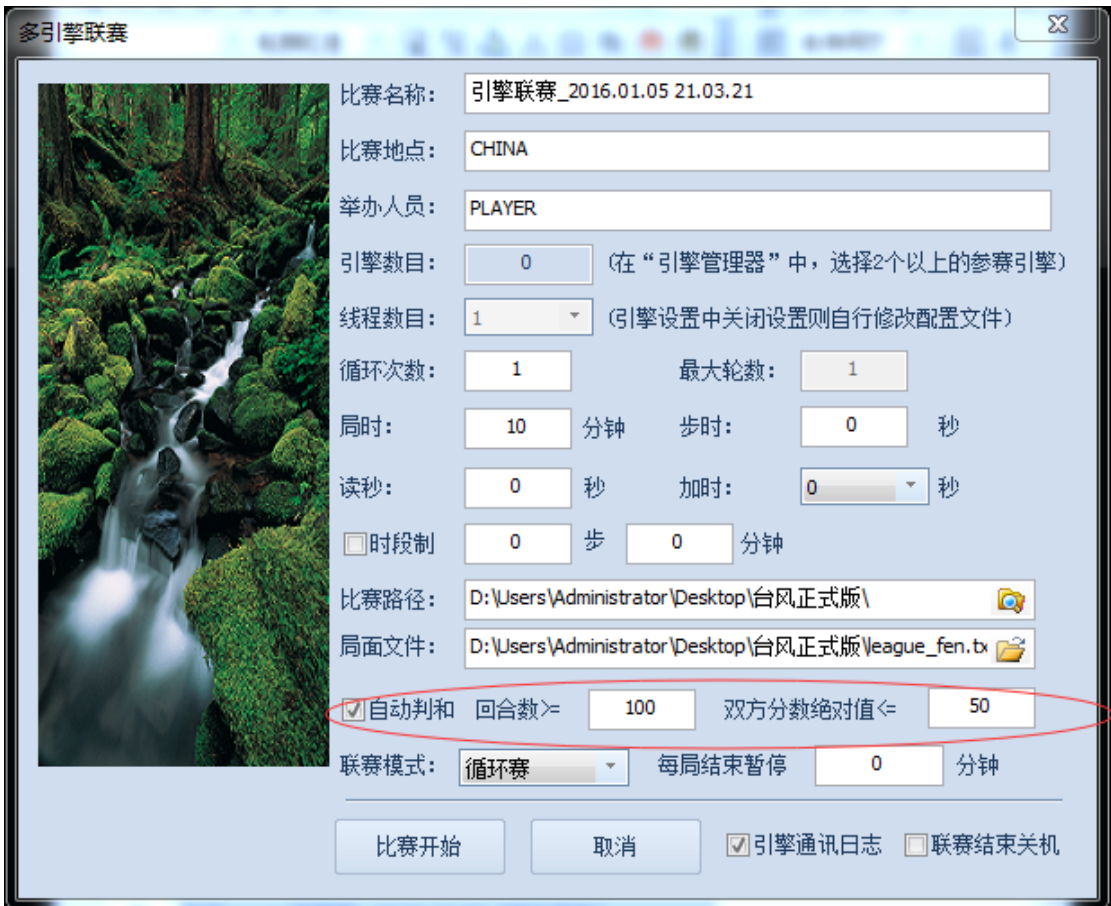 多引擎联赛
比赛名称： 引擎联赛_2016.01.05 21.03.21
比赛地点： CHINA
举办人员： PLAYER
引擎数目： 0 （在“引擎管理器”中，选择2个以上的参赛引擎）
线程数目： 1 （引擎设置中关闭设置则自行修改配置文件）
循环次数： 1 最大轮数： 1
局时： 10 分钟 步时： 0 秒
读秒： 0 秒 加时： 0 秒
时段制 0 步 0 分钟
比赛路径： D:\Users\Administrator\Desktop\台风正式版\
局面文件： D:\Users\Administrator\Desktop\台风正式版\league_fen.tx
自动判和 回合数>= 100 双方分数绝对值<= 50
联赛模式： 循环赛 每局结束暂停 0 分钟
比赛开始 取消 引擎通讯日志 联赛结束关机